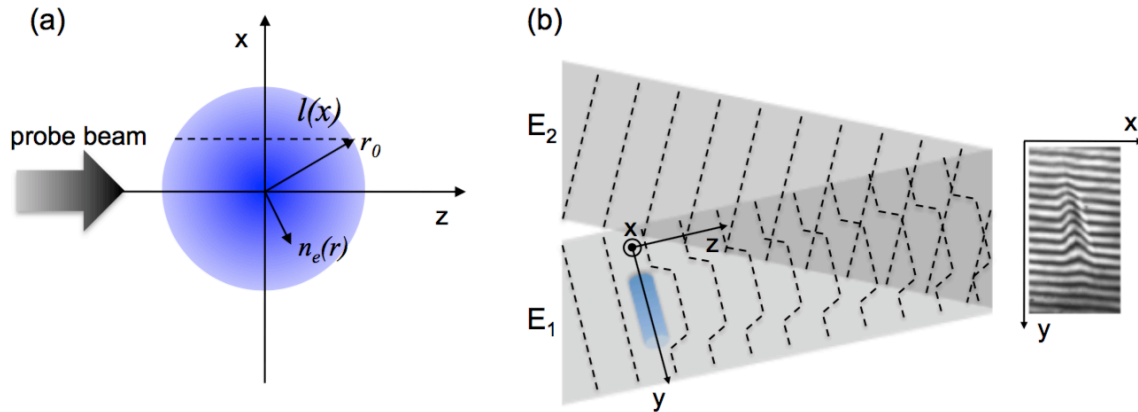 (a)
x
l(x)
probe beam
r₀
z
nₑ(r)
(b)
E₂
x
z
E₁
y
x
y